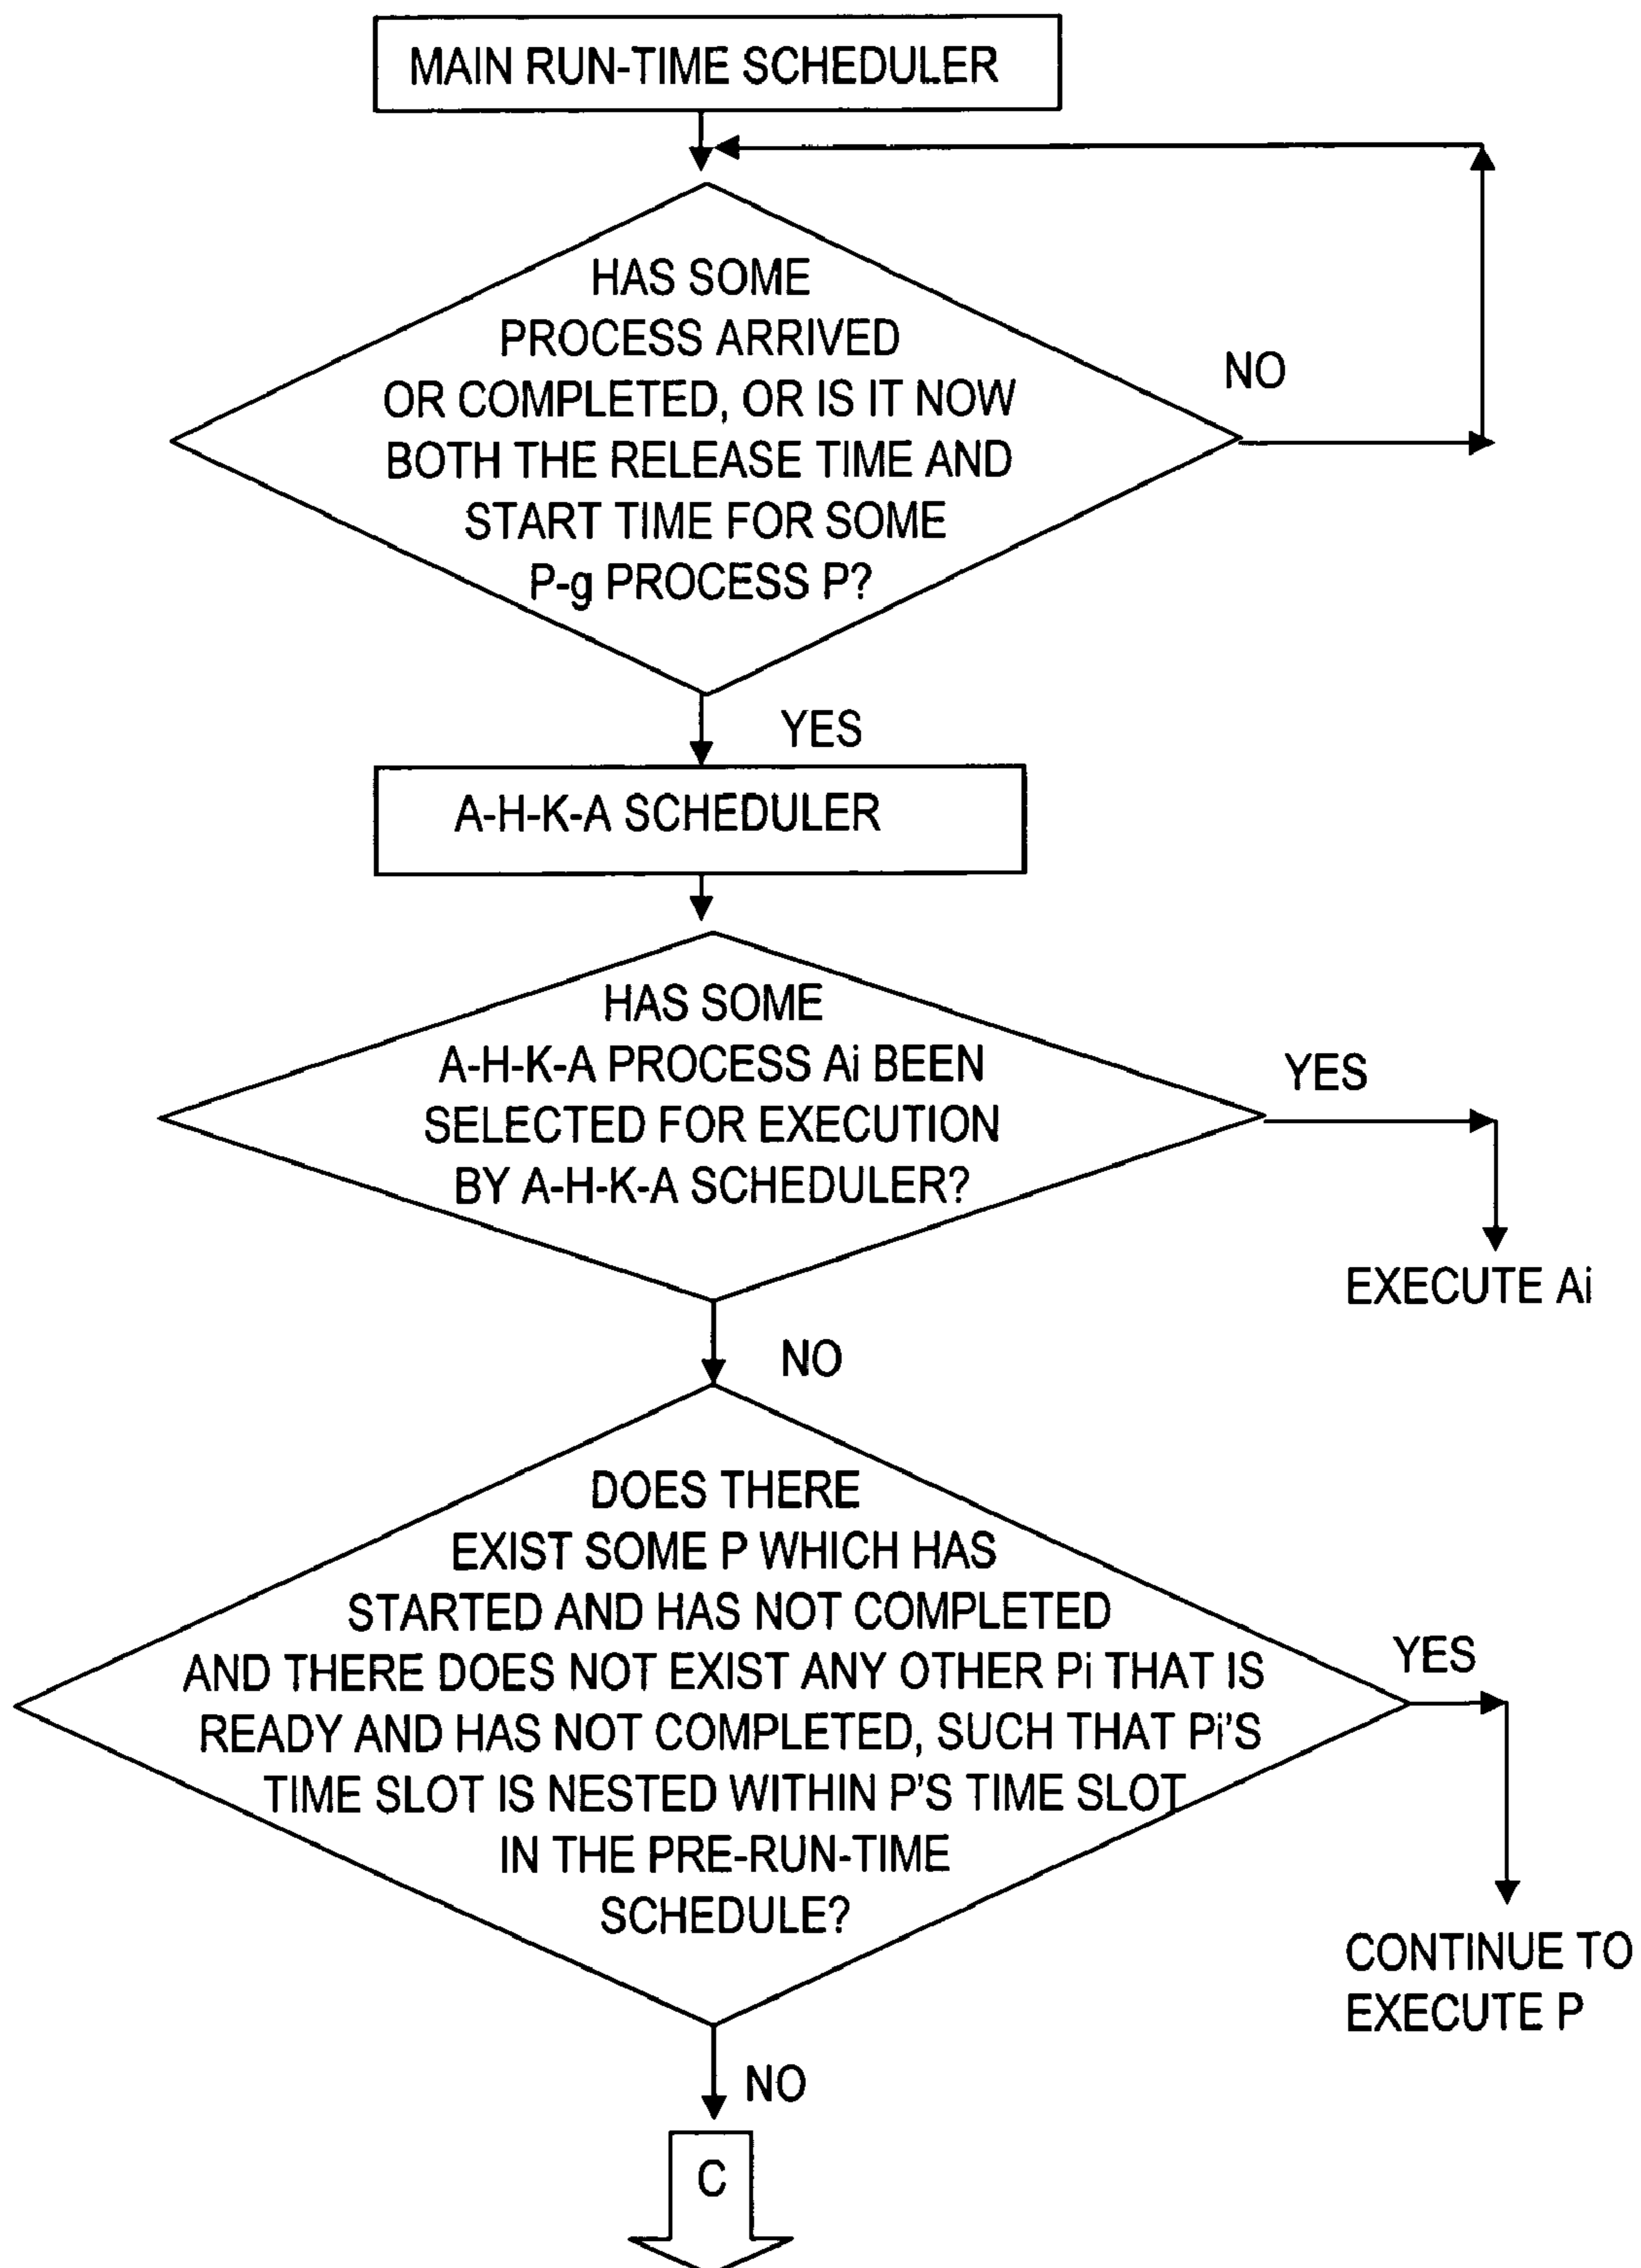 MAIN RUN-TIME SCHEDULER
HAS SOME
PROCESS ARRIVED
OR COMPLETED, OR IS IT NOW
BOTH THE RELEASE TIME AND
START TIME FOR SOME
P-g PROCESS P?
NO
YES
A-H-K-A SCHEDULER
HAS SOME
A-H-K-A PROCESS Ai BEEN
SELECTED FOR EXECUTION
BY A-H-K-A SCHEDULER?
YES
EXECUTE Ai
NO
DOES THERE
EXIST SOME P WHICH HAS
STARTED AND HAS NOT COMPLETED
AND THERE DOES NOT EXIST ANY OTHER Pi THAT IS
READY AND HAS NOT COMPLETED, SUCH THAT Pi'S
TIME SLOT IS NESTED WITHIN P'S TIME SLOT
IN THE PRE-RUN-TIME
SCHEDULE?
YES
CONTINUE TO
EXECUTE P
NO
C